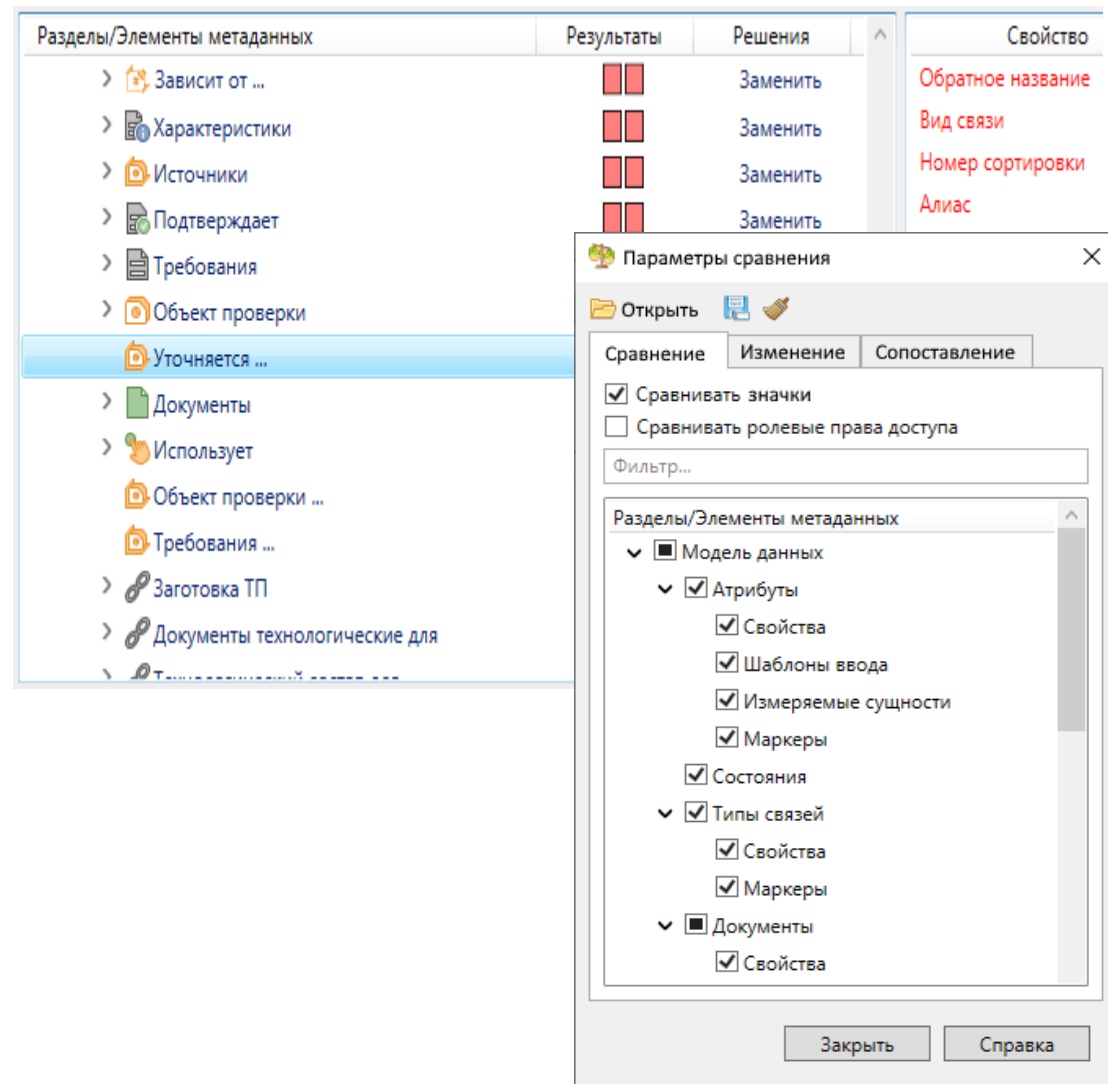 Разделы/Элементы метаданных Результаты Решения Свойство
Зависит от ... Заменить Обратное название
Характеристики Заменить Вид связи
Источники Заменить Номер сортировки
Подтверждает Заменить Алиас
Требования
Объект проверки
Уточняется ...
Документы
Использует
Объект проверки ...
Требования ...
Заготовка ТП
Документы технологические для
Параметры сравнения
Открыть
Сравнение Изменение Сопоставление
Сравнивать значки
Сравнивать ролевые права доступа
Фильтр...
Разделы/Элементы метаданных
Модель данных
Атрибуты
Свойства
Шаблоны ввода
Измеряемые сущности
Маркеры
Состояния
Типы связей
Свойства
Маркеры
Документы
Свойства
Закрыть Справка